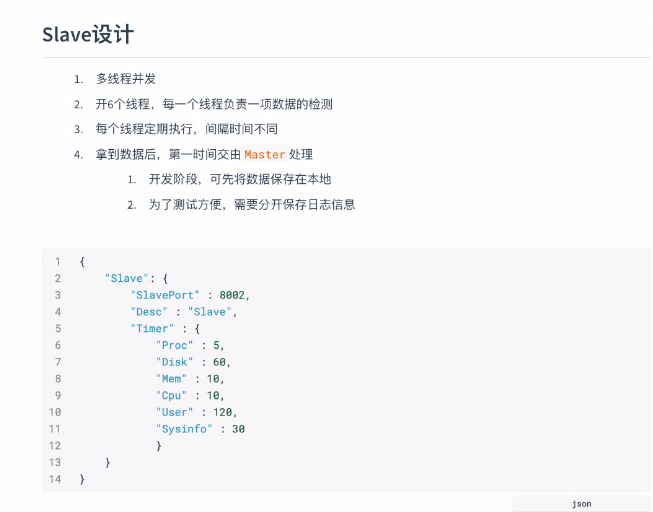 Slave设计
1. 多线程并发
2. 开6个线程，每一个线程负责一项数据的检测
3. 每个线程定期执行，间隔时间不同
4. 拿到数据后，第一时间交由 Master 处理
1. 开发阶段，可先将数据保存在本地
2. 为了测试方便，需要分开保存日志信息
1 {
2 "Slave": {
3 "SlavePort" : 8002,
4 "Desc" : "Slave",
5 "Timer" : {
6 "Proc" : 5,
7 "Disk" : 60,
8 "Mem" : 10,
9 "Cpu" : 10,
10 "User" : 120,
11 "Sysinfo" : 30
12 }
13 }
14 }
json